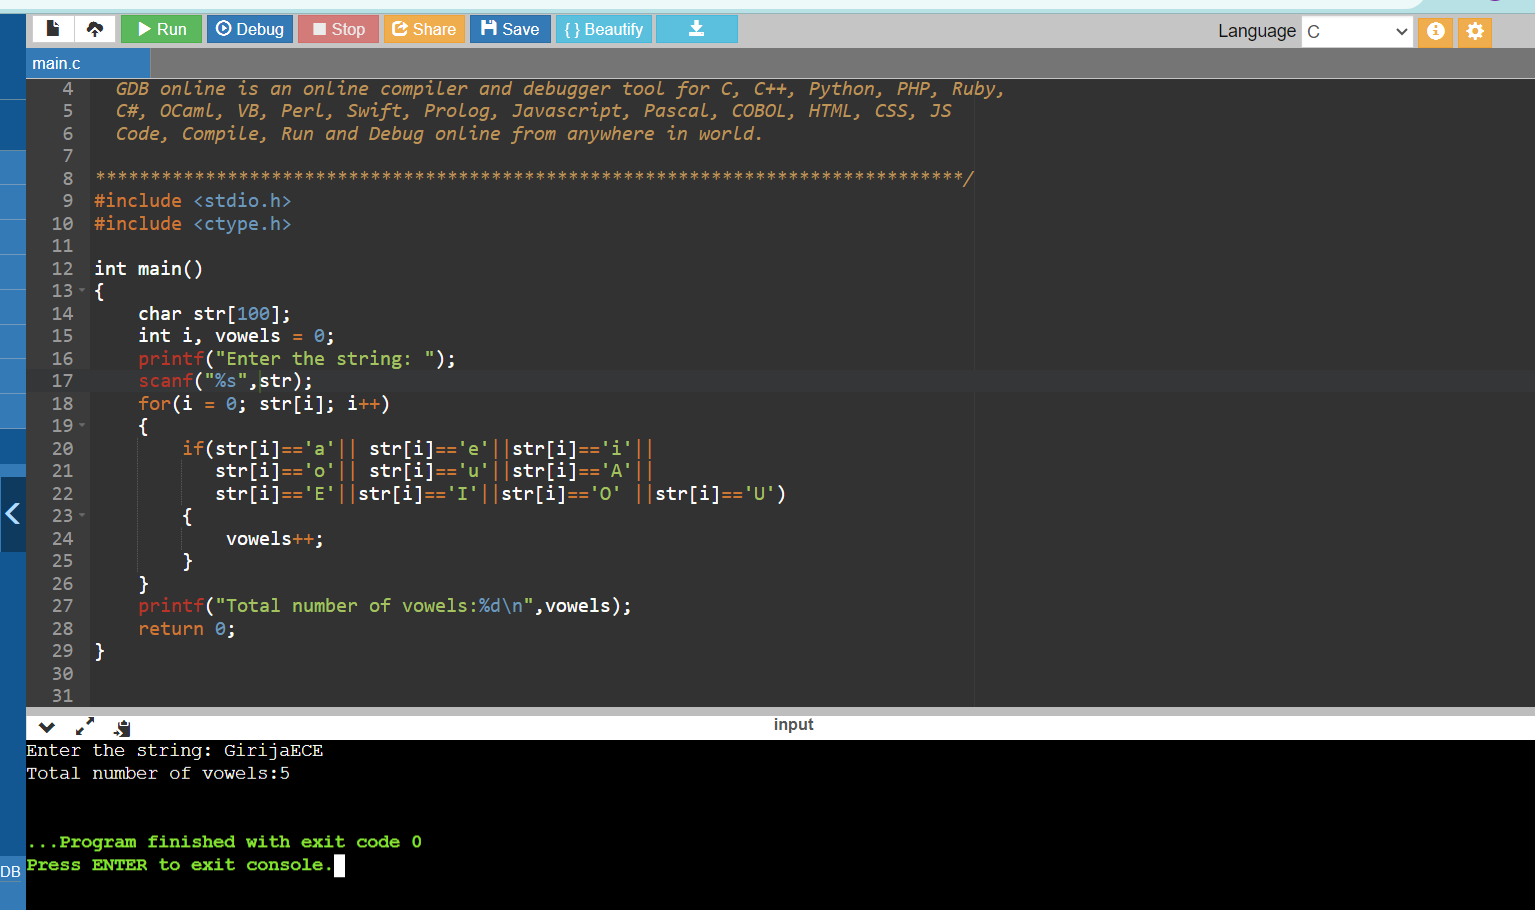 Run Debug Stop Share Save { } Beautify Language C
main.c
4 GDB online is an online compiler and debugger tool for C, C++, Python, PHP, Ruby,
5 C#, OCaml, VB, Perl, Swift, Prolog, Javascript, Pascal, COBOL, HTML, CSS, JS
6 Code, Compile, Run and Debug online from anywhere in world.
7
8 *******************************************************************************/
9 #include <stdio.h>
10 #include <ctype.h>
11
12 int main()
13 {
14     char str[100];
15     int i, vowels = 0;
16     printf("Enter the string: ");
17     scanf("%s",str);
18     for(i = 0; str[i]; i++)
19     {
20         if(str[i]=='a'|| str[i]=='e'||str[i]=='i'||
21            str[i]=='o'|| str[i]=='u'||str[i]=='A'||
22            str[i]=='E'||str[i]=='I'||str[i]=='O' ||str[i]=='U')
23         {
24             vowels++;
25         }
26     }
27     printf("Total number of vowels:%d\n",vowels);
28     return 0;
29 }
30
31
input
Enter the string: GirijaECE
Total number of vowels:5
...Program finished with exit code 0
Press ENTER to exit console.
DB